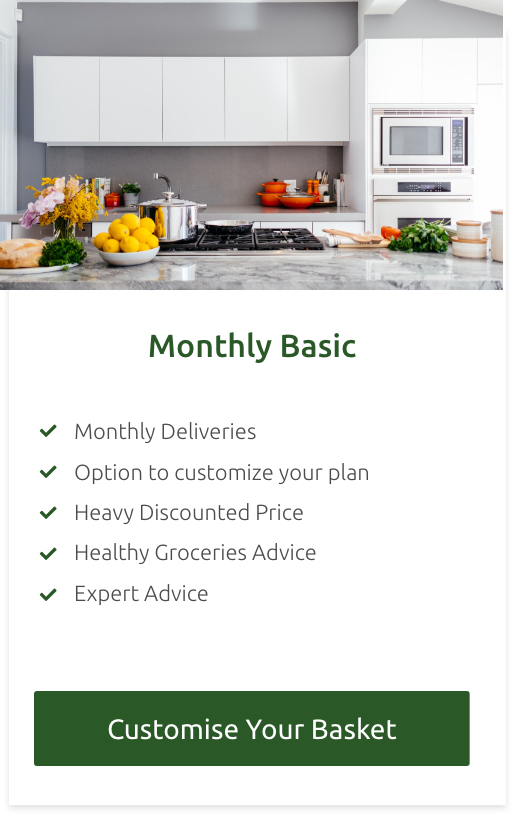 Monthly Basic
Monthly Deliveries
Option to customize your plan
Heavy Discounted Price
Healthy Groceries Advice
Expert Advice
Customise Your Basket